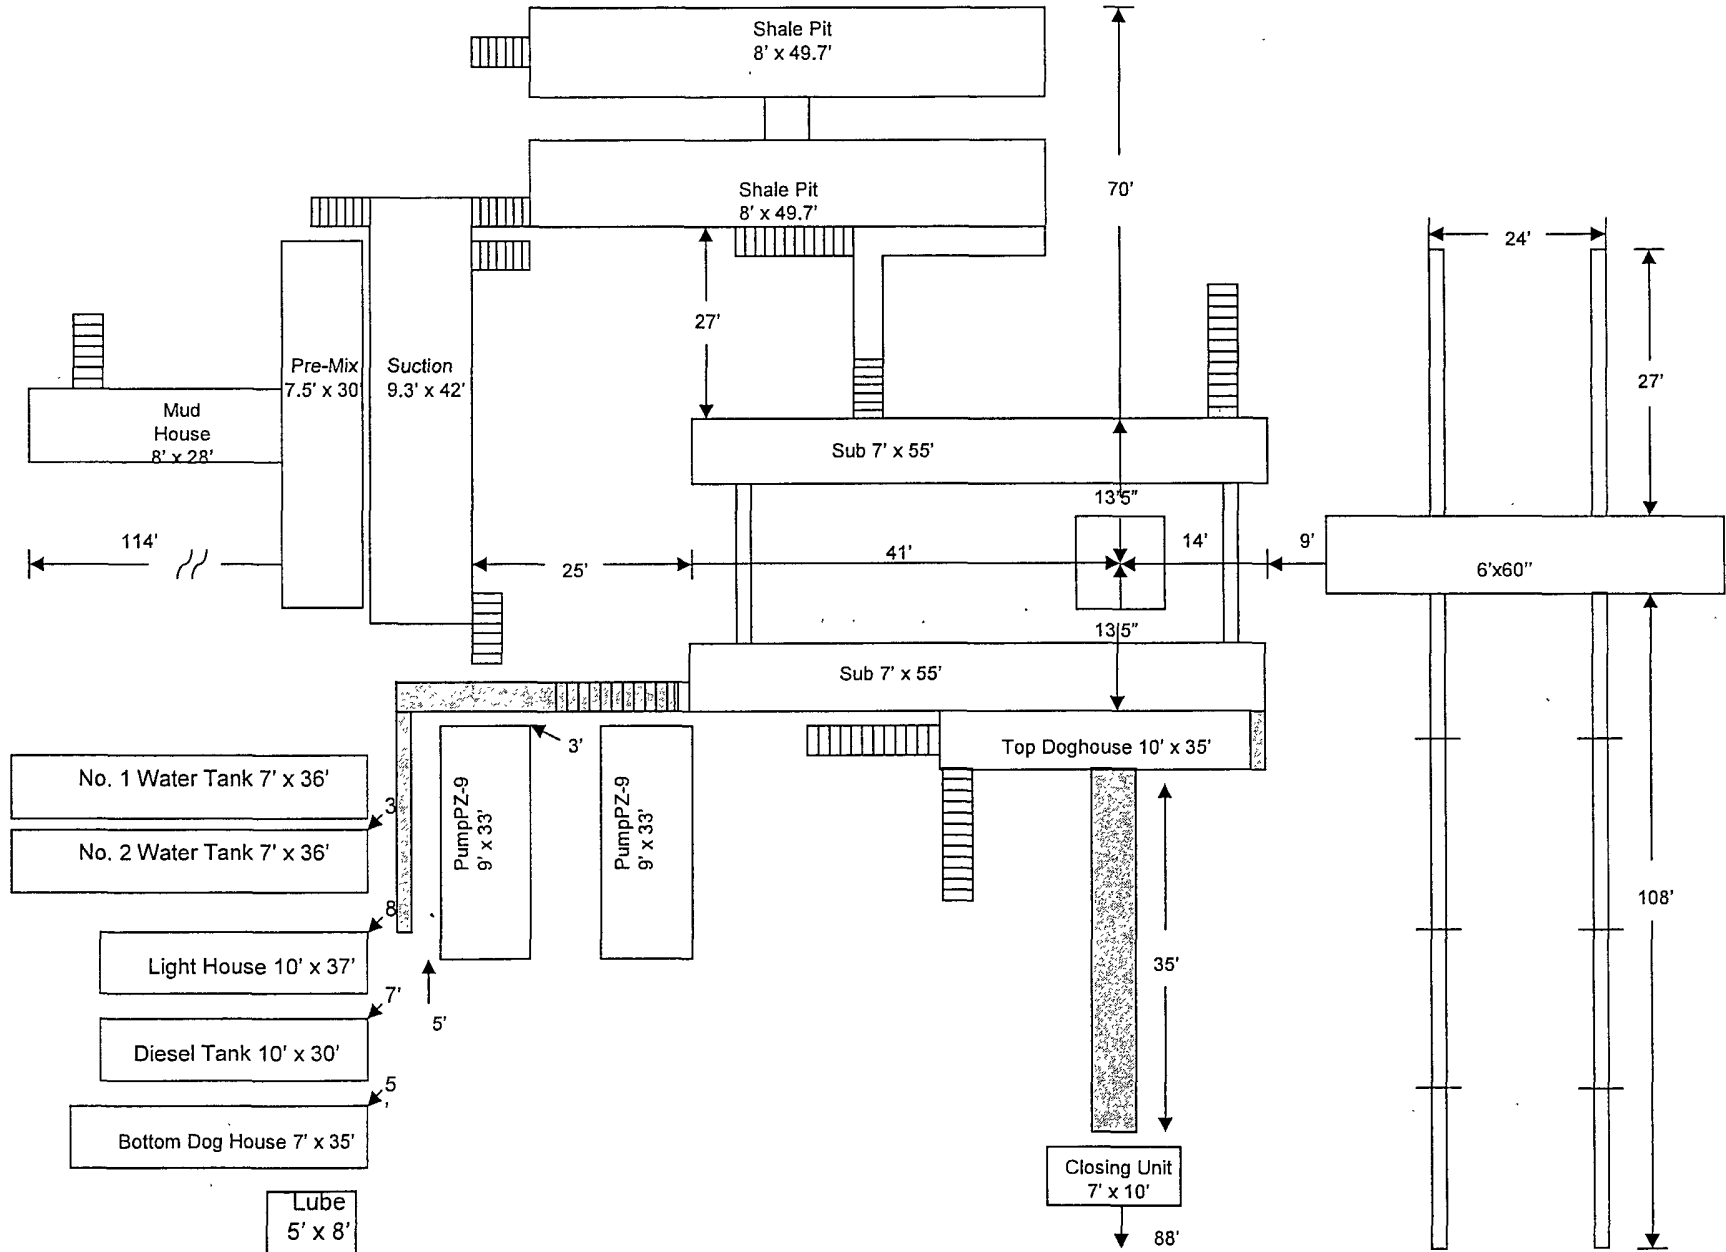 Shale Pit
8' x 49.7'
70'
Shale Pit
8' x 49.7'
24'
27'
27'
Pre-Mix
7.5' x 30'
Suction
9.3' x 42'
Mud
House
8' x 28'
Sub 7' x 55'
13'5"
114'
25'
41'
14'
9'
6'x60"
13'5"
Sub 7' x 55'
3'
Top Doghouse 10' x 35'
No. 1 Water Tank 7' x 36'
3
No. 2 Water Tank 7' x 36'
PumpPZ-9
9' x 33'
PumpPZ-9
9' x 33'
108'
8
Light House 10' x 37'
35'
7'
5'
Diesel Tank 10' x 30'
5
'
Bottom Dog House 7' x 35'
Closing Unit
7' x 10'
Lube
5' x 8'
88'